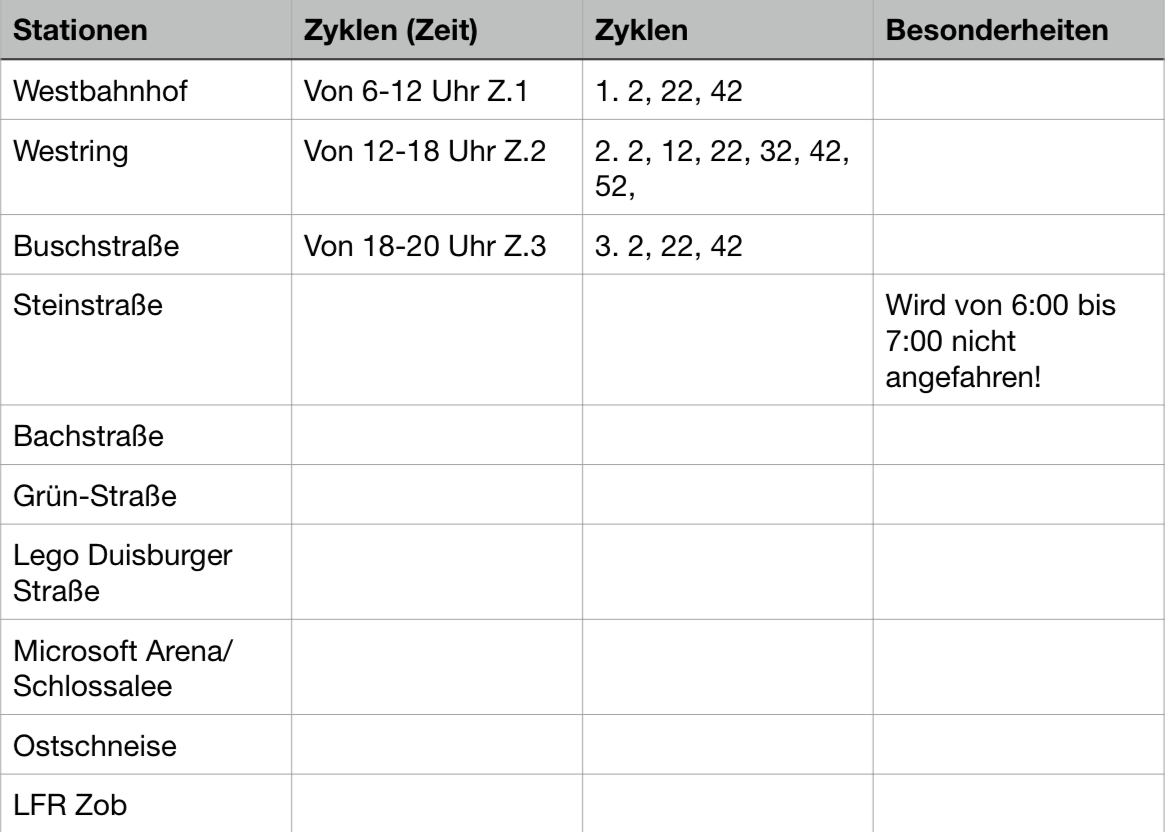 Stationen Zyklen (Zeit) Zyklen Besonderheiten
Westbahnhof Von 6-12 Uhr Z.1 1. 2, 22, 42
Westring Von 12-18 Uhr Z.2 2. 2, 12, 22, 32, 42,
52,
Buschstraße Von 18-20 Uhr Z.3 3. 2, 22, 42
Steinstraße Wird von 6:00 bis
7:00 nicht
angefahren!
Bachstraße
Grün-Straße
Lego Duisburger
Straße
Microsoft Arena/
Schlossalee
Ostschneise
LFR Zob